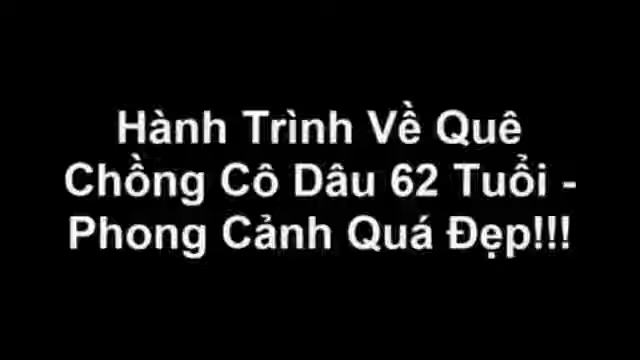 Hành Trình Về Quê
Chồng Cô Dâu 62 Tuổi -
Phong Cảnh Quá Đẹp!!!